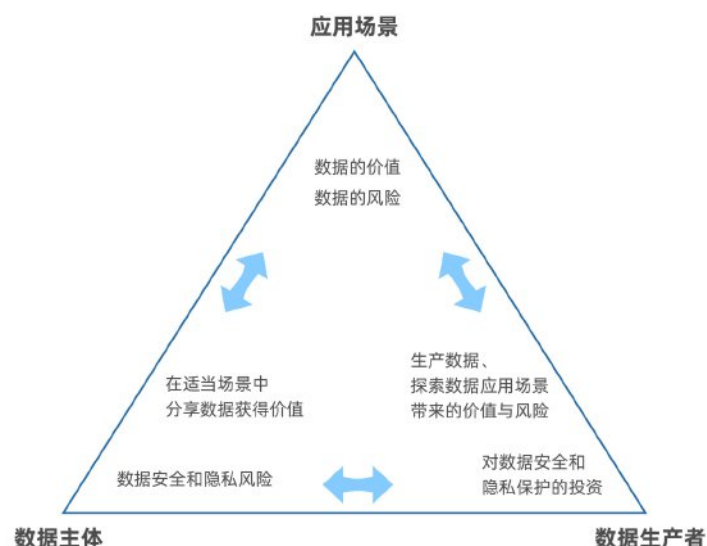 应用场景
数据的价值
数据的风险
在适当场景中
分享数据获得价值
生产数据、
探索数据应用场景
带来的价值与风险
数据安全和隐私风险
对数据安全和
隐私保护的投资
数据主体
数据生产者